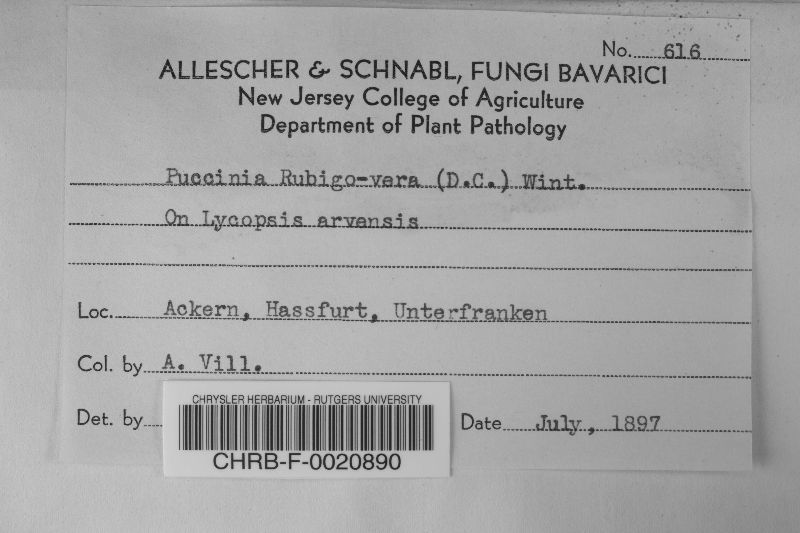 No. 616
ALLESCHER & SCHNABL, FUNGI BAVARICI
New Jersey College of Agriculture
Department of Plant Pathology
Puccinia Rubigo-vera (D.C.) Wint.
On Lycopsis arvensis
Loc. Ackern, Hassfurt, Unterfranken
Col. by A. Vill.
Det. by
CHRYSLER HERBARIUM - RUTGERS UNIVERSITY
CHRB-F-0020890
Date July, 1897